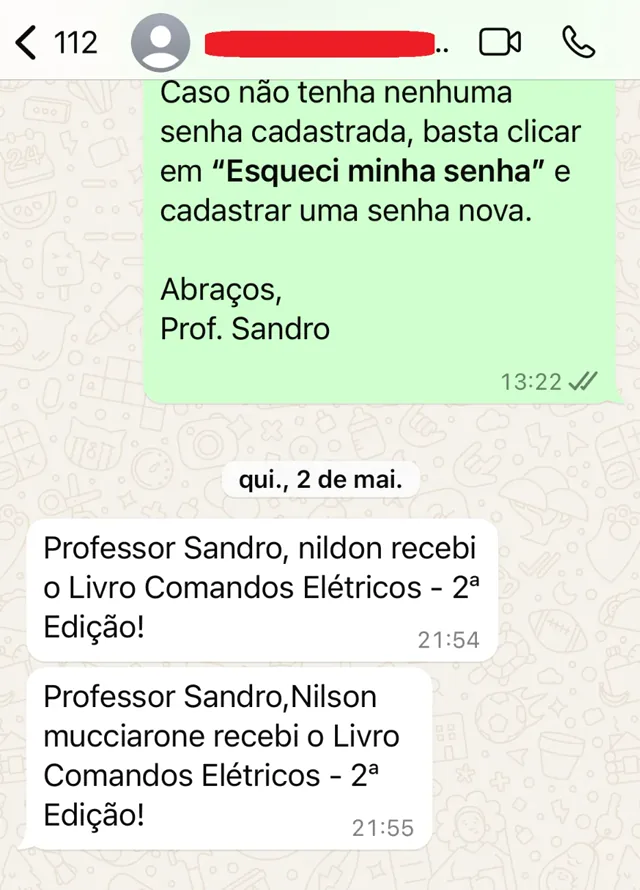 112
..
Caso não tenha nenhuma
senha cadastrada, basta clicar
em “Esqueci minha senha” e
cadastrar uma senha nova.
Abraços,
Prof. Sandro
13:22
qui., 2 de mai.
Professor Sandro, nildon recebi
o Livro Comandos Elétricos - 2ª
Edição!
21:54
Professor Sandro,Nilson
mucciarone recebi o Livro
Comandos Elétricos - 2ª
Edição!
21:55